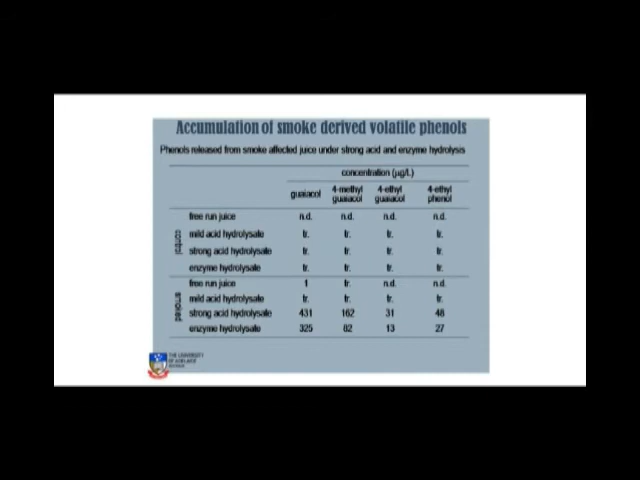 Accumulation of smoke derived volatile phenols
Phenols released from smoke affected juice under strong acid and enzyme hydrolysis
concentration (µg/L)
guaiacol 4-methyl guaiacol 4-ethyl guaiacol 4-ethyl phenol
control
free run juice n.d. n.d. n.d. n.d.
mild acid hydrolysate tr. tr. tr. tr.
strong acid hydrolysate tr. tr. tr. tr.
enzyme hydrolysate tr. tr. tr. tr.
smoked
free run juice 1 tr. n.d. n.d.
mild acid hydrolysate tr. tr. tr. tr.
strong acid hydrolysate 431 162 31 48
enzyme hydrolysate 325 82 13 27
THE UNIVERSITY
OF ADELAIDE